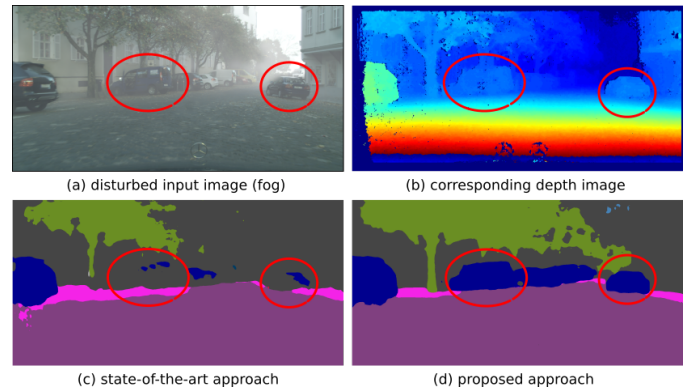 (a) disturbed input image (fog)
(b) corresponding depth image
(c) state-of-the-art approach
(d) proposed approach